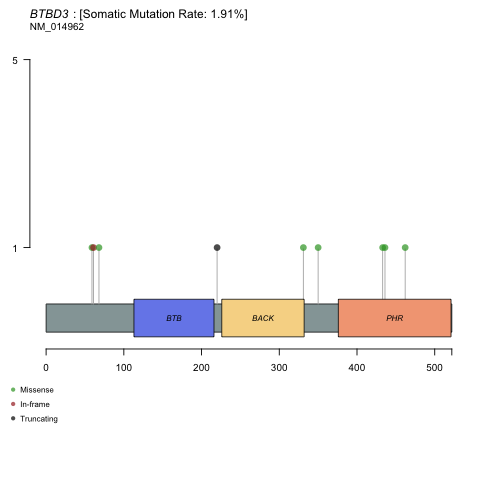 BTBD3 : [Somatic Mutation Rate: 1.91%]
NM_014962
5
1
BTB BACK PHR
0 100 200 300 400 500
Missense
In-frame
Truncating